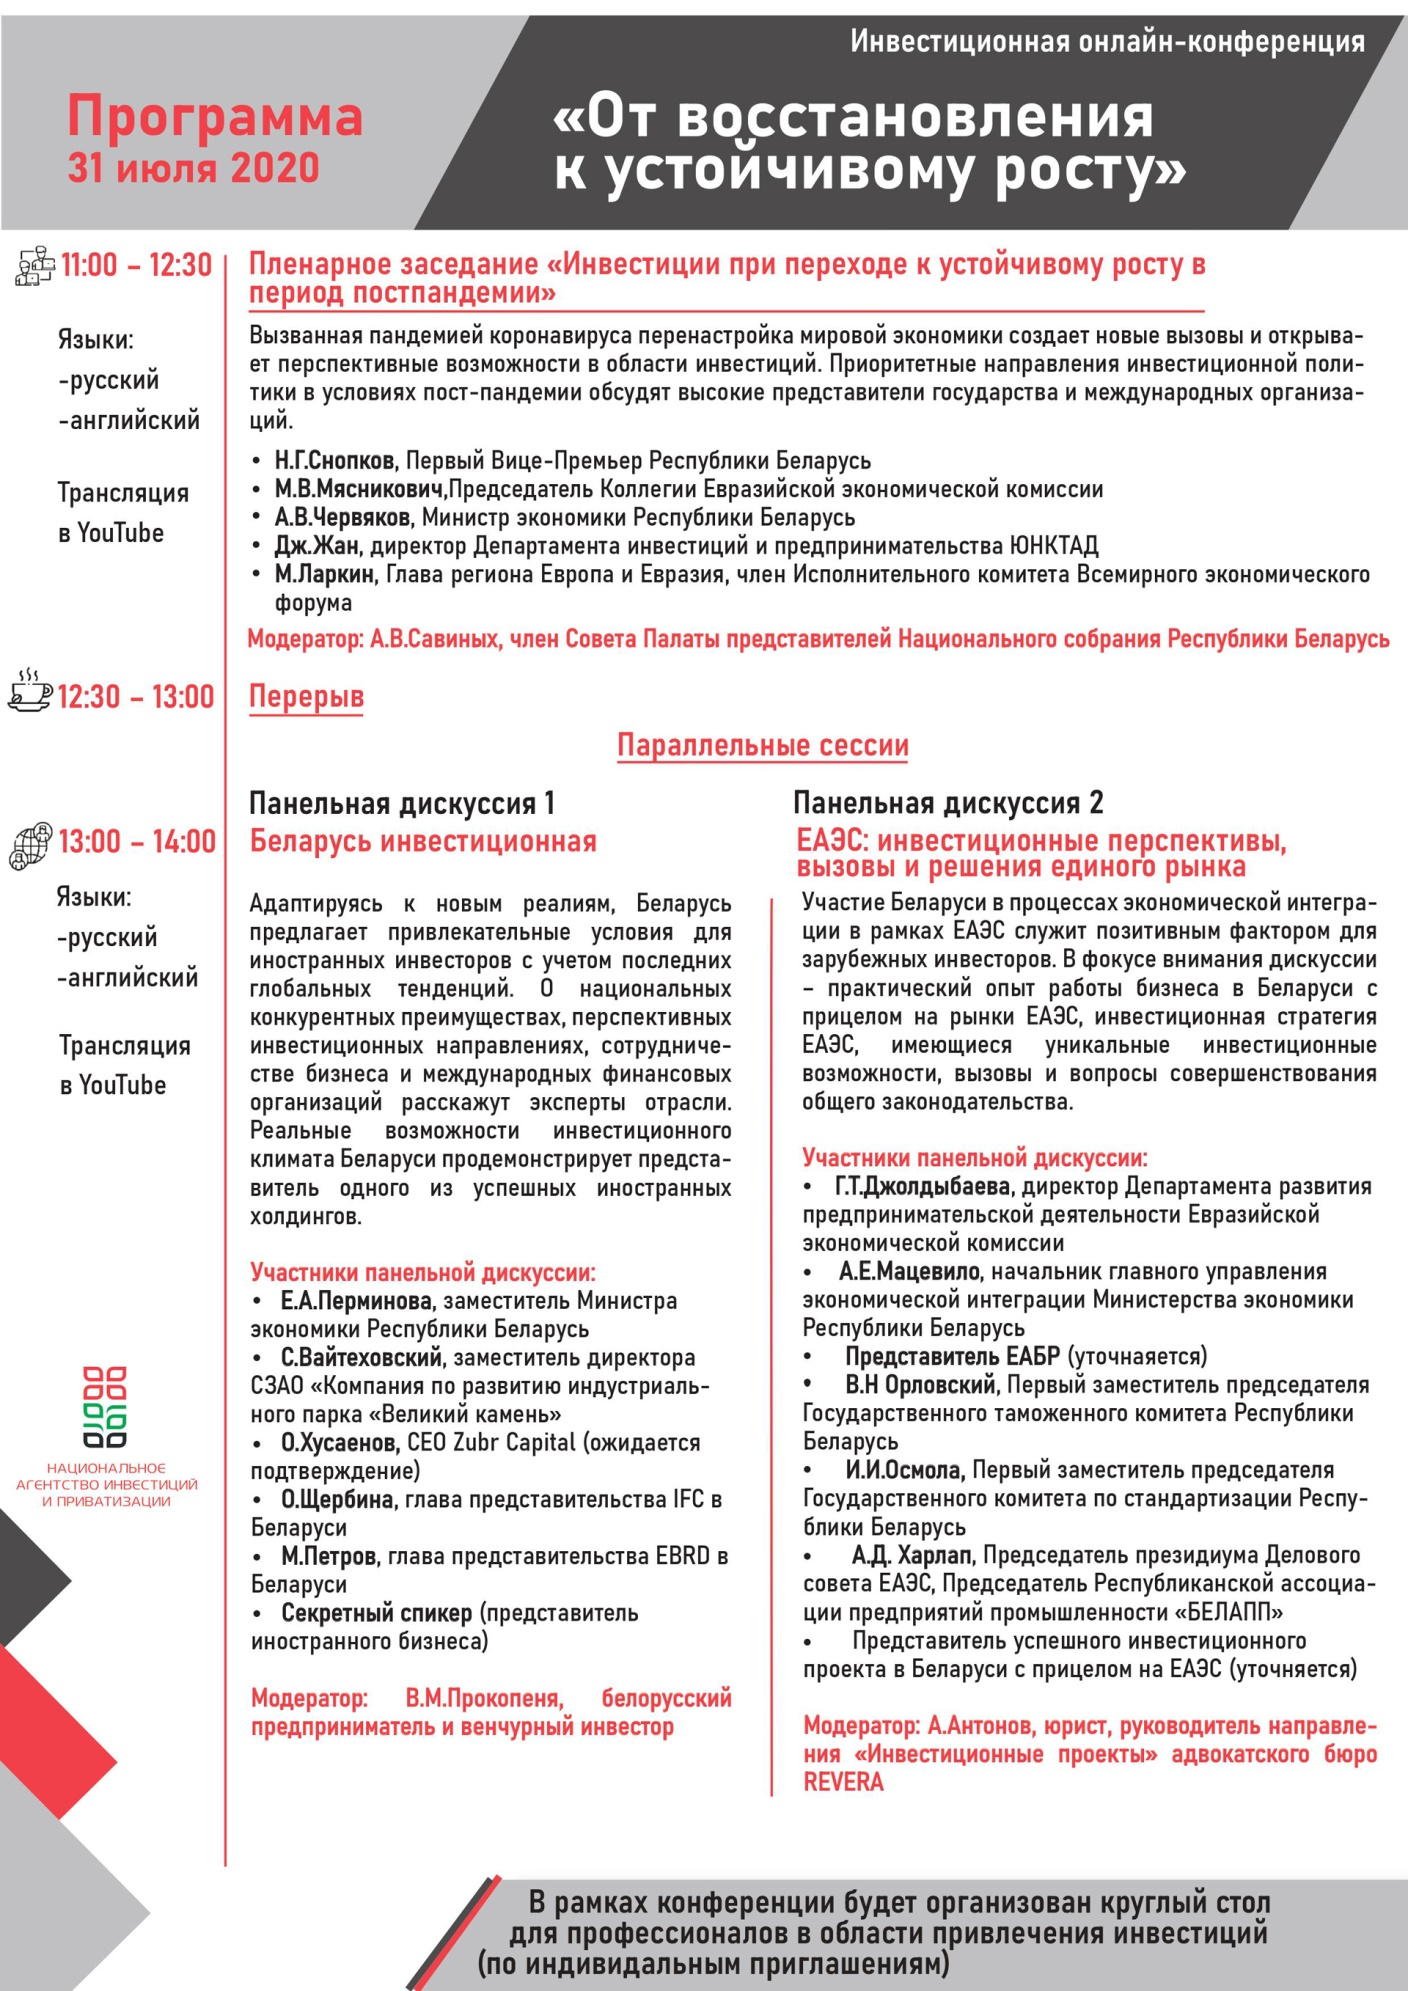 Инвестиционная онлайн-конференция
Программа
31 июля 2020
«От восстановления
к устойчивому росту»
11:00 – 12:30
Языки:
-русский
-английский
Трансляция
в YouTube
Пленарное заседание «Инвестиции при переходе к устойчивому росту в
период постпандемии»
Вызванная пандемией коронавируса перенастройка мировой экономики создает новые вызовы и открыва-
ет перспективные возможности в области инвестиций. Приоритетные направления инвестиционной поли-
тики в условиях пост-пандемии обсудят высокие представители государства и международных организа-
ций.
• Н.Г.Снопков, Первый Вице-Премьер Республики Беларусь
• М.В.Мясникович,Председатель Коллегии Евразийской экономической комиссии
• А.В.Червяков, Министр экономики Республики Беларусь
• Дж.Жан, директор Департамента инвестиций и предпринимательства ЮНКТАД
• М.Ларкин, Глава региона Европа и Евразия, член Исполнительного комитета Всемирного экономического
форума
Модератор: А.В.Савиных, член Совета Палаты представителей Национального собрания Республики Беларусь
12:30 – 13:00
Перерыв
Параллельные сессии
13:00 – 14:00
Языки:
-русский
-английский
Трансляция
в YouTube
Панельная дискуссия 1
Беларусь инвестиционная
Адаптируясь к новым реалиям, Беларусь
предлагает привлекательные условия для
иностранных инвесторов с учетом последних
глобальных тенденций. О национальных
конкурентных преимуществах, перспективных
инвестиционных направлениях, сотрудниче-
стве бизнеса и международных финансовых
организаций расскажут эксперты отрасли.
Реальные возможности инвестиционного
климата Беларуси продемонстрирует предста-
витель одного из успешных иностранных
холдингов.
Участники панельной дискуссии:
• Е.А.Перминова, заместитель Министра
экономики Республики Беларусь
• С.Вайтеховский, заместитель директора
СЗАО «Компания по развитию индустриаль-
ного парка «Великий камень»
• О.Хусаенов, CEO Zubr Capital (ожидается
подтверждение)
• О.Щербина, глава представительства IFC в
Беларуси
• М.Петров, глава представительства EBRD в
Беларуси
• Секретный спикер (представитель
иностранного бизнеса)
Модератор: В.М.Прокопеня, белорусский
предприниматель и венчурный инвестор
Панельная дискуссия 2
ЕАЭС: инвестиционные перспективы,
вызовы и решения единого рынка
Участие Беларуси в процессах экономической интегра-
ции в рамках ЕАЭС служит позитивным фактором для
зарубежных инвесторов. В фокусе внимания дискуссии
– практический опыт работы бизнеса в Беларуси с
прицелом на рынки ЕАЭС, инвестиционная стратегия
ЕАЭС, имеющиеся уникальные инвестиционные
возможности, вызовы и вопросы совершенствования
общего законодательства.
Участники панельной дискуссии:
• Г.Т.Джолдыбаева, директор Департамента развития
предпринимательской деятельности Евразийской
экономической комиссии
• А.Е.Мацевило, начальник главного управления
экономической интеграции Министерства экономики
Республики Беларусь
• Представитель ЕАБР (уточнаяется)
• В.Н Орловский, Первый заместитель председателя
Государственного таможенного комитета Республики
Беларусь
• И.И.Осмола, Первый заместитель председателя
Государственного комитета по стандартизации Респу-
блики Беларусь
• А.Д. Харлап, Председатель президиума Делового
совета ЕАЭС, Председатель Республиканской ассоциа-
ции предприятий промышленности «БЕЛАПП»
• Представитель успешного инвестиционного
проекта в Беларуси с прицелом на ЕАЭС (уточняется)
Модератор: А.Антонов, юрист, руководитель направле-
ния «Инвестиционные проекты» адвокатского бюро
REVERA
НАЦИОНАЛЬНОЕ
АГЕНТСТВО ИНВЕСТИЦИЙ
И ПРИВАТИЗАЦИИ
В рамках конференции будет организован круглый стол
для профессионалов в области привлечения инвестиций
(по индивидальным приглашениям)